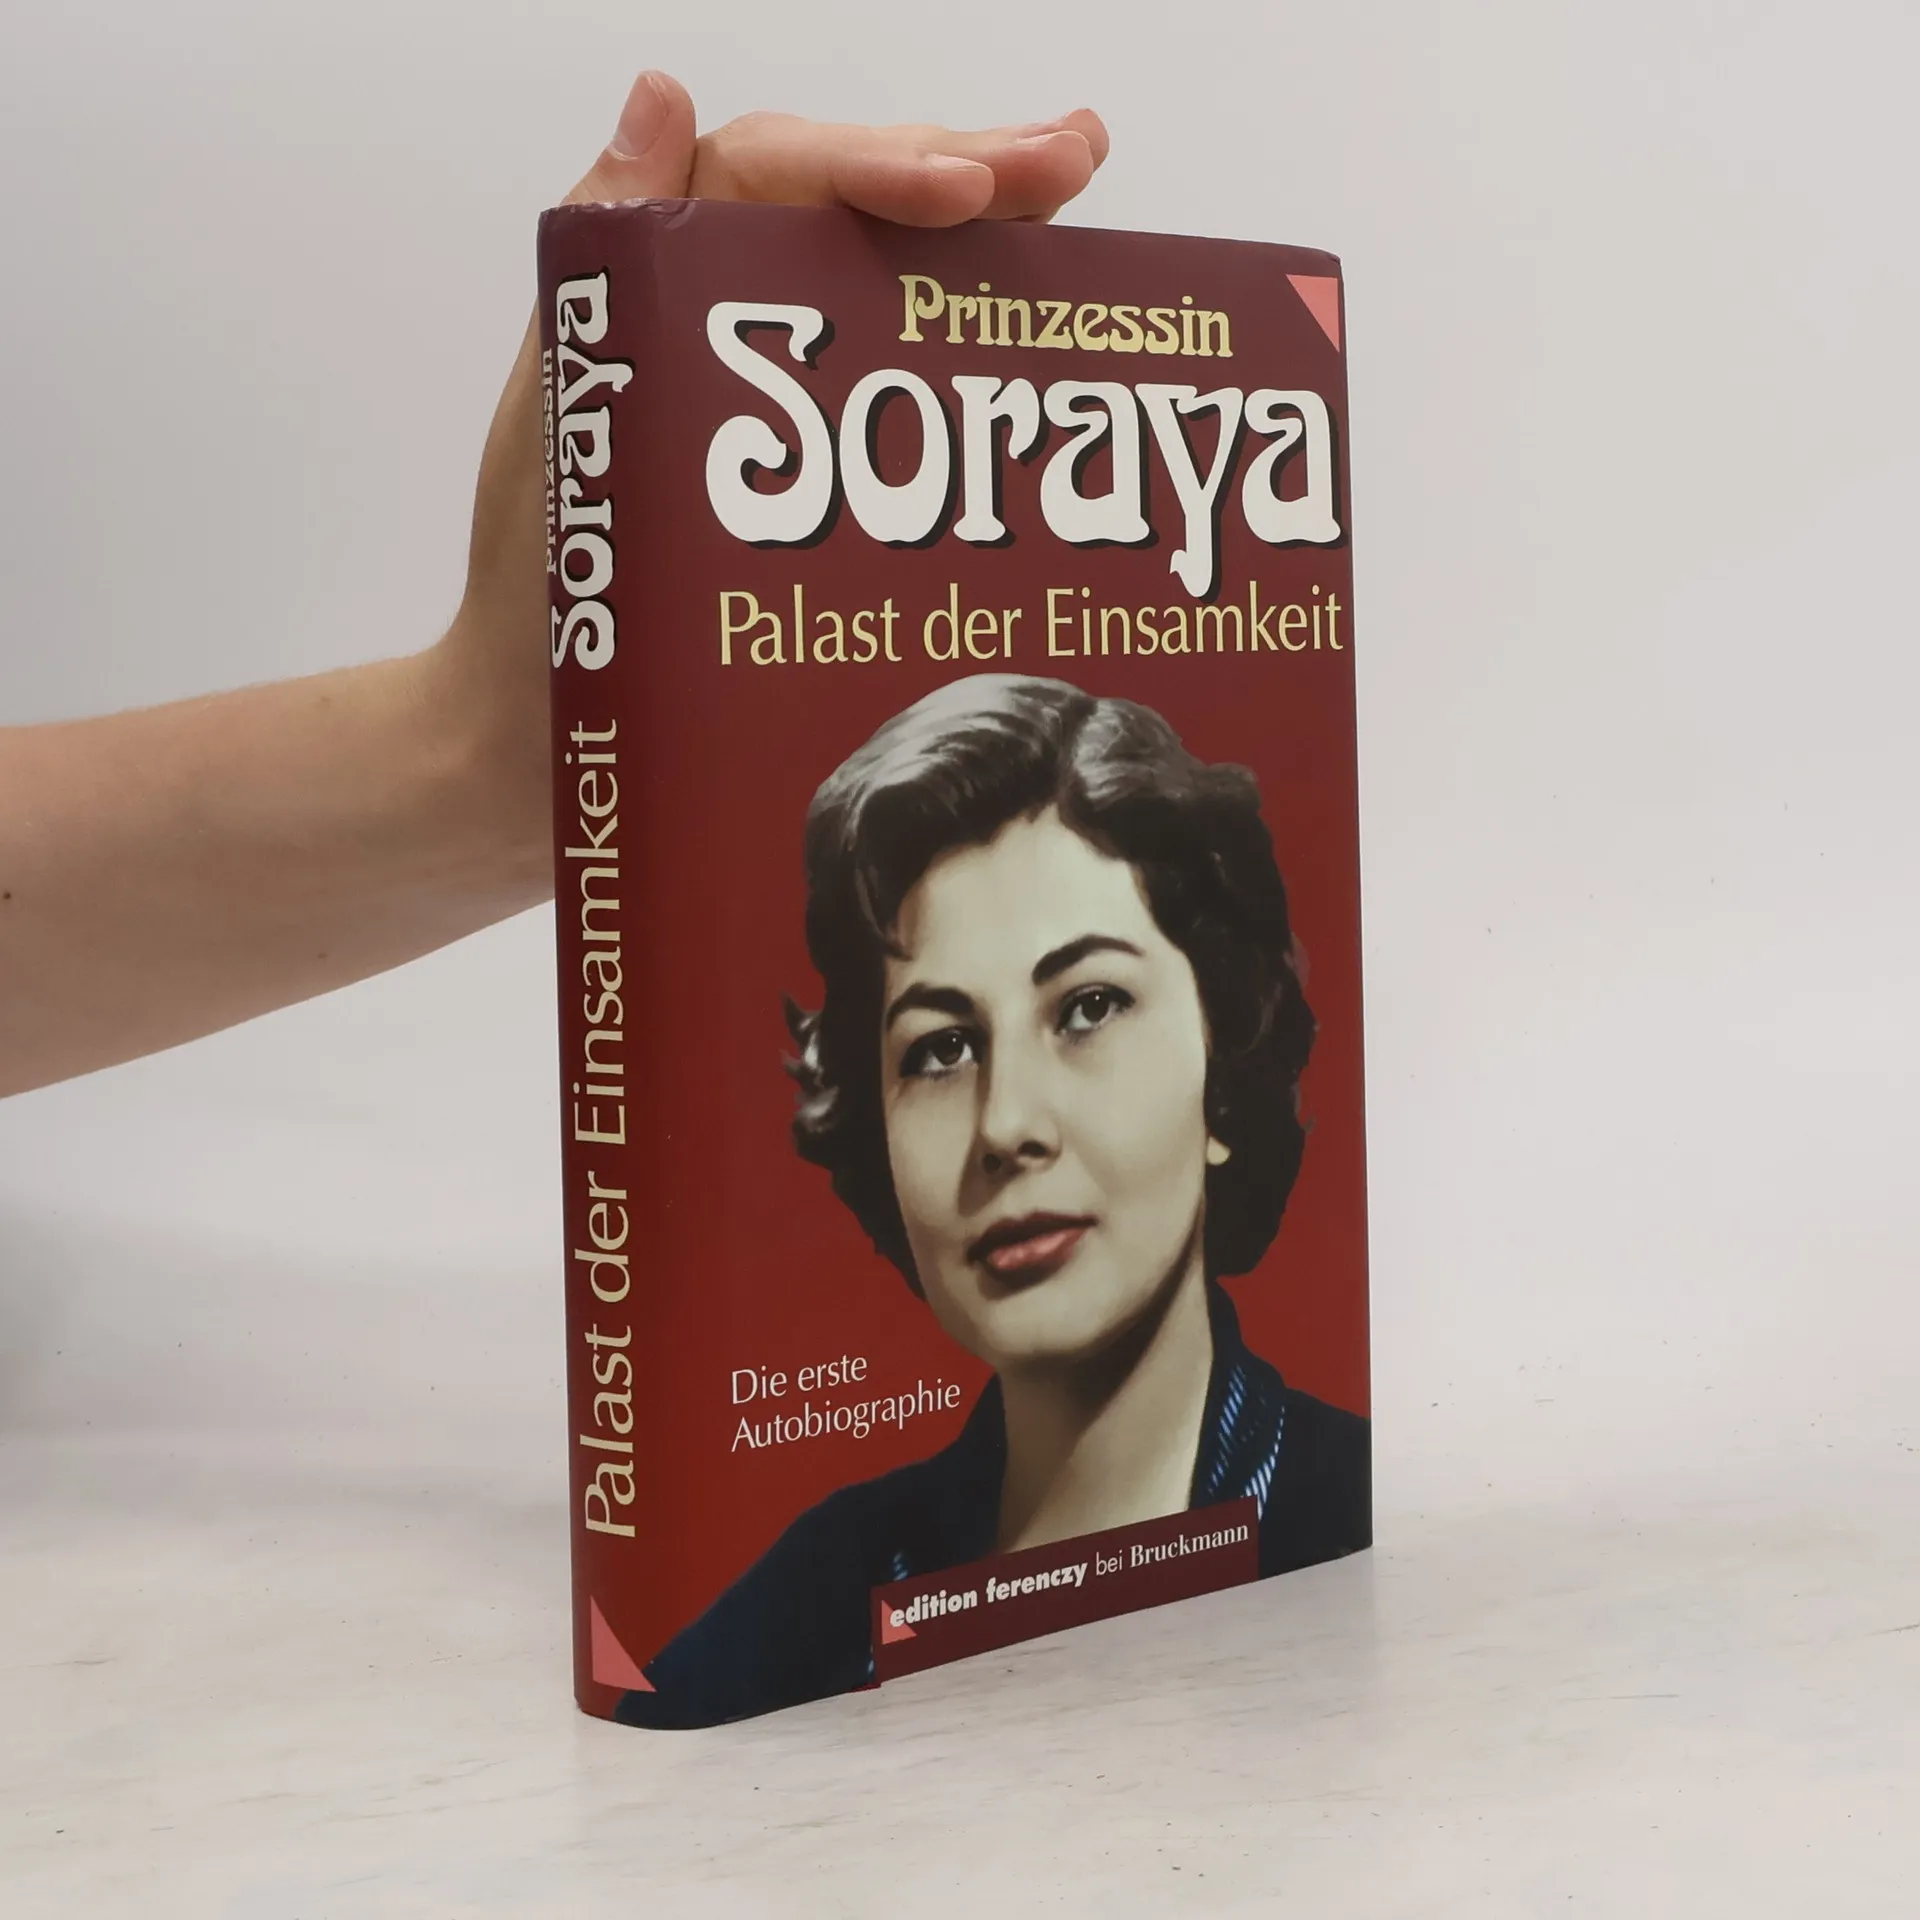 Prinzessin
Soraya
Palast der Einsamkeit
Die erste
Autobiographie
edition ferenczy bei Bruckmann
Prinzessin
Soraya
Palast der Einsamkeit